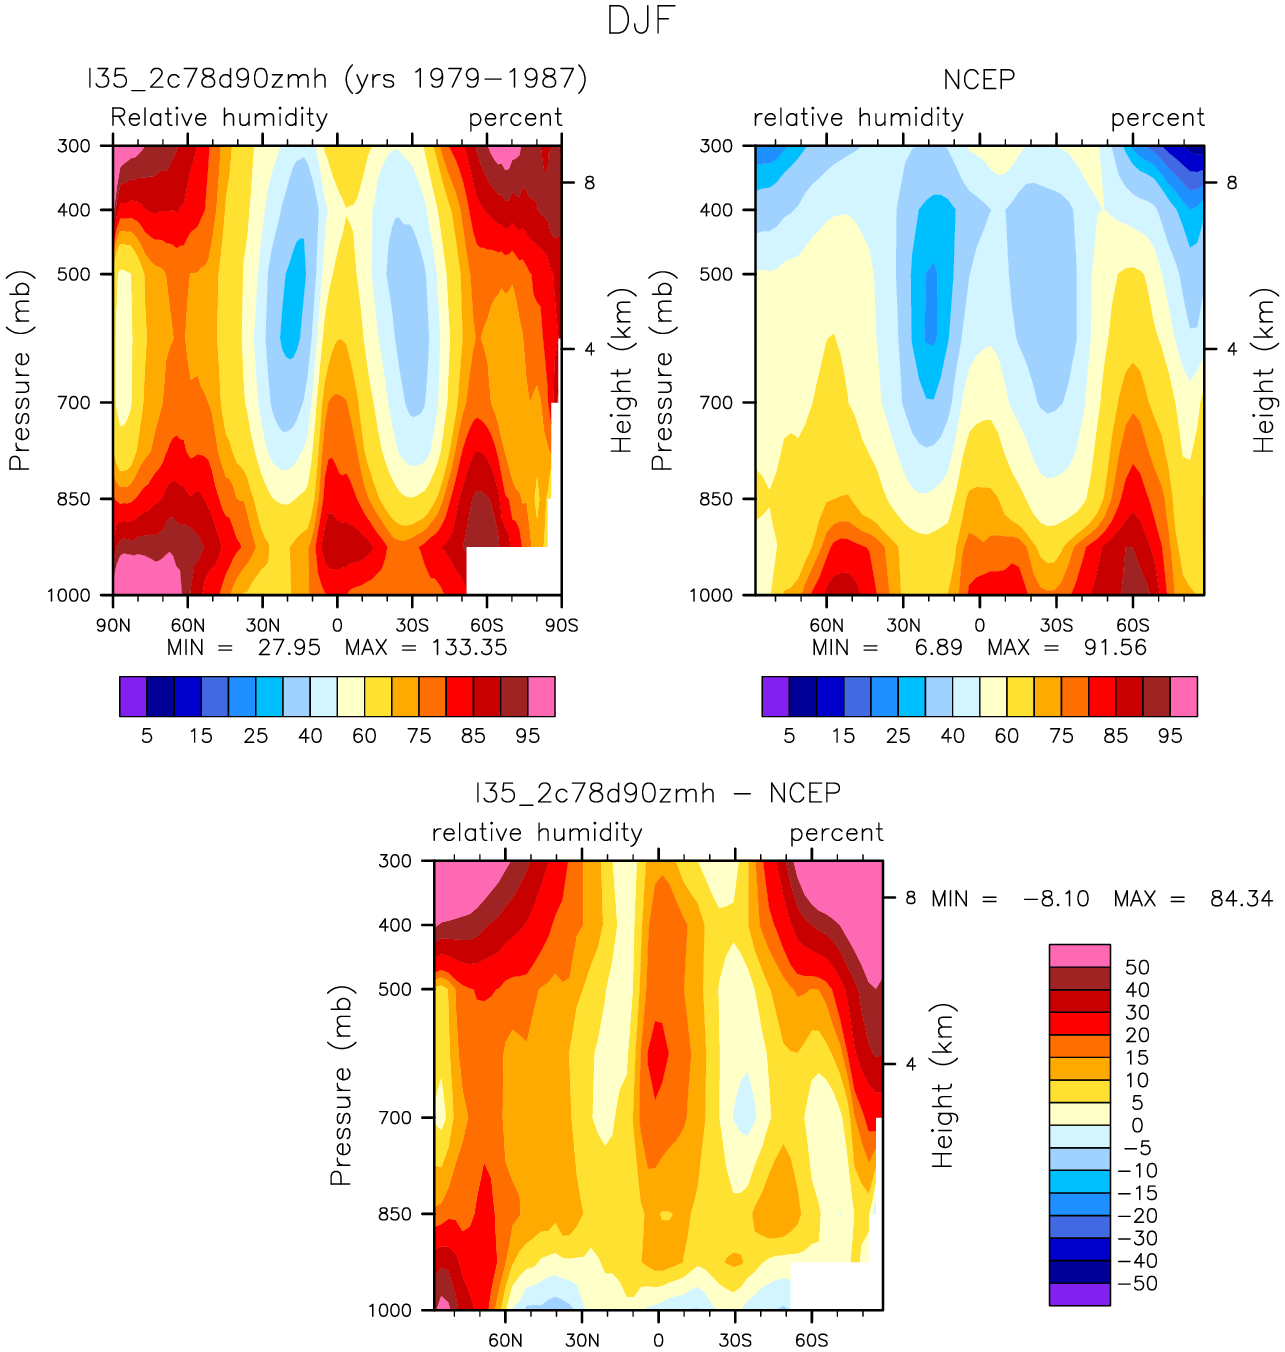 DJF
l35_2c78d90zmh (yrs 1979-1987)
Relative humidity percent
300
400
500
700
850
1000
Pressure (mb)
8
4
Height (km)
90N 60N 30N 0 30S 60S 90S
MIN = 27.95 MAX = 133.35
5 15 25 40 60 75 85 95
NCEP
relative humidity percent
300
400
500
700
850
1000
Pressure (mb)
8
4
Height (km)
60N 30N 0 30S 60S
MIN = 6.89 MAX = 91.56
5 15 25 40 60 75 85 95
l35_2c78d90zmh - NCEP
relative humidity percent
300
400
500
700
850
1000
Pressure (mb)
8
4
Height (km)
60N 30N 0 30S 60S
MIN = -8.10 MAX = 84.34
50
40
30
20
15
10
5
0
-5
-10
-15
-20
-30
-40
-50